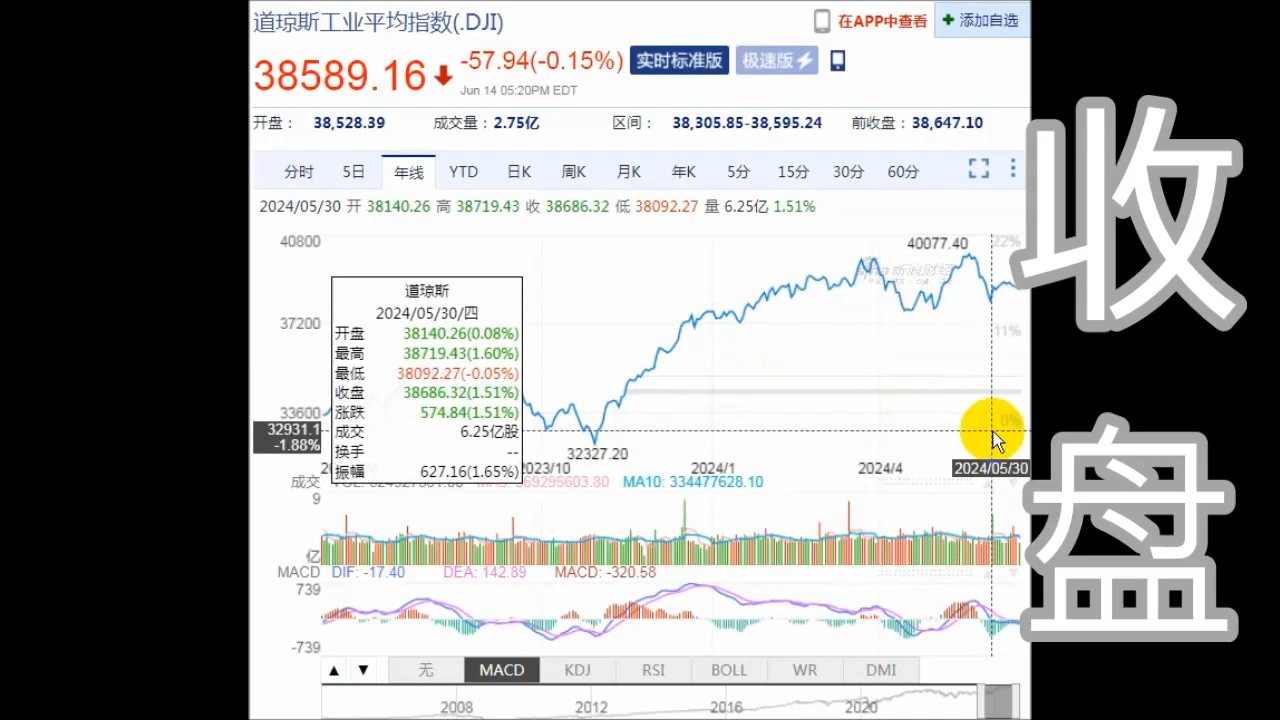 道琼斯工业平均指数(.DJI)
在APP中查看
添加自选
38589.16
-57.94(-0.15%)
实时标准版
极速版
Jun 14 05:20PM EDT
开盘： 38,528.39 成交量：2.75亿 区间： 38,305.85-38,595.24 前收盘：38,647.10
分时 5日 年线 YTD 日K 周K 月K 年K 5分 15分 30分 60分
2024/05/30 开 38140.26 高 38719.43 收 38686.32 低 38092.27 量 6.25亿 1.51%
40800
40077.40
22%
新浪财经
道琼斯
2024/05/30/四
开盘 38140.26(0.08%)
最高 38719.43(1.60%)
最低 38092.27(-0.05%)
收盘 38686.32(1.51%)
涨跌 574.84(1.51%)
成交 6.25亿股
换手 --
振幅 627.16(1.65%)
37200
11%
33600
0%
32931.1
-1.88%
32327.20
2023/10 2024/1 2024/4 2024/05/30
成交
MA10: 334477628.10
9
亿
MACD DIF: -17.40 DEA: 142.89 MACD: -320.58
739
-739
▲ ▼ 无 MACD KDJ RSI BOLL WR DMI
2008 2012 2016 2020
收
盘